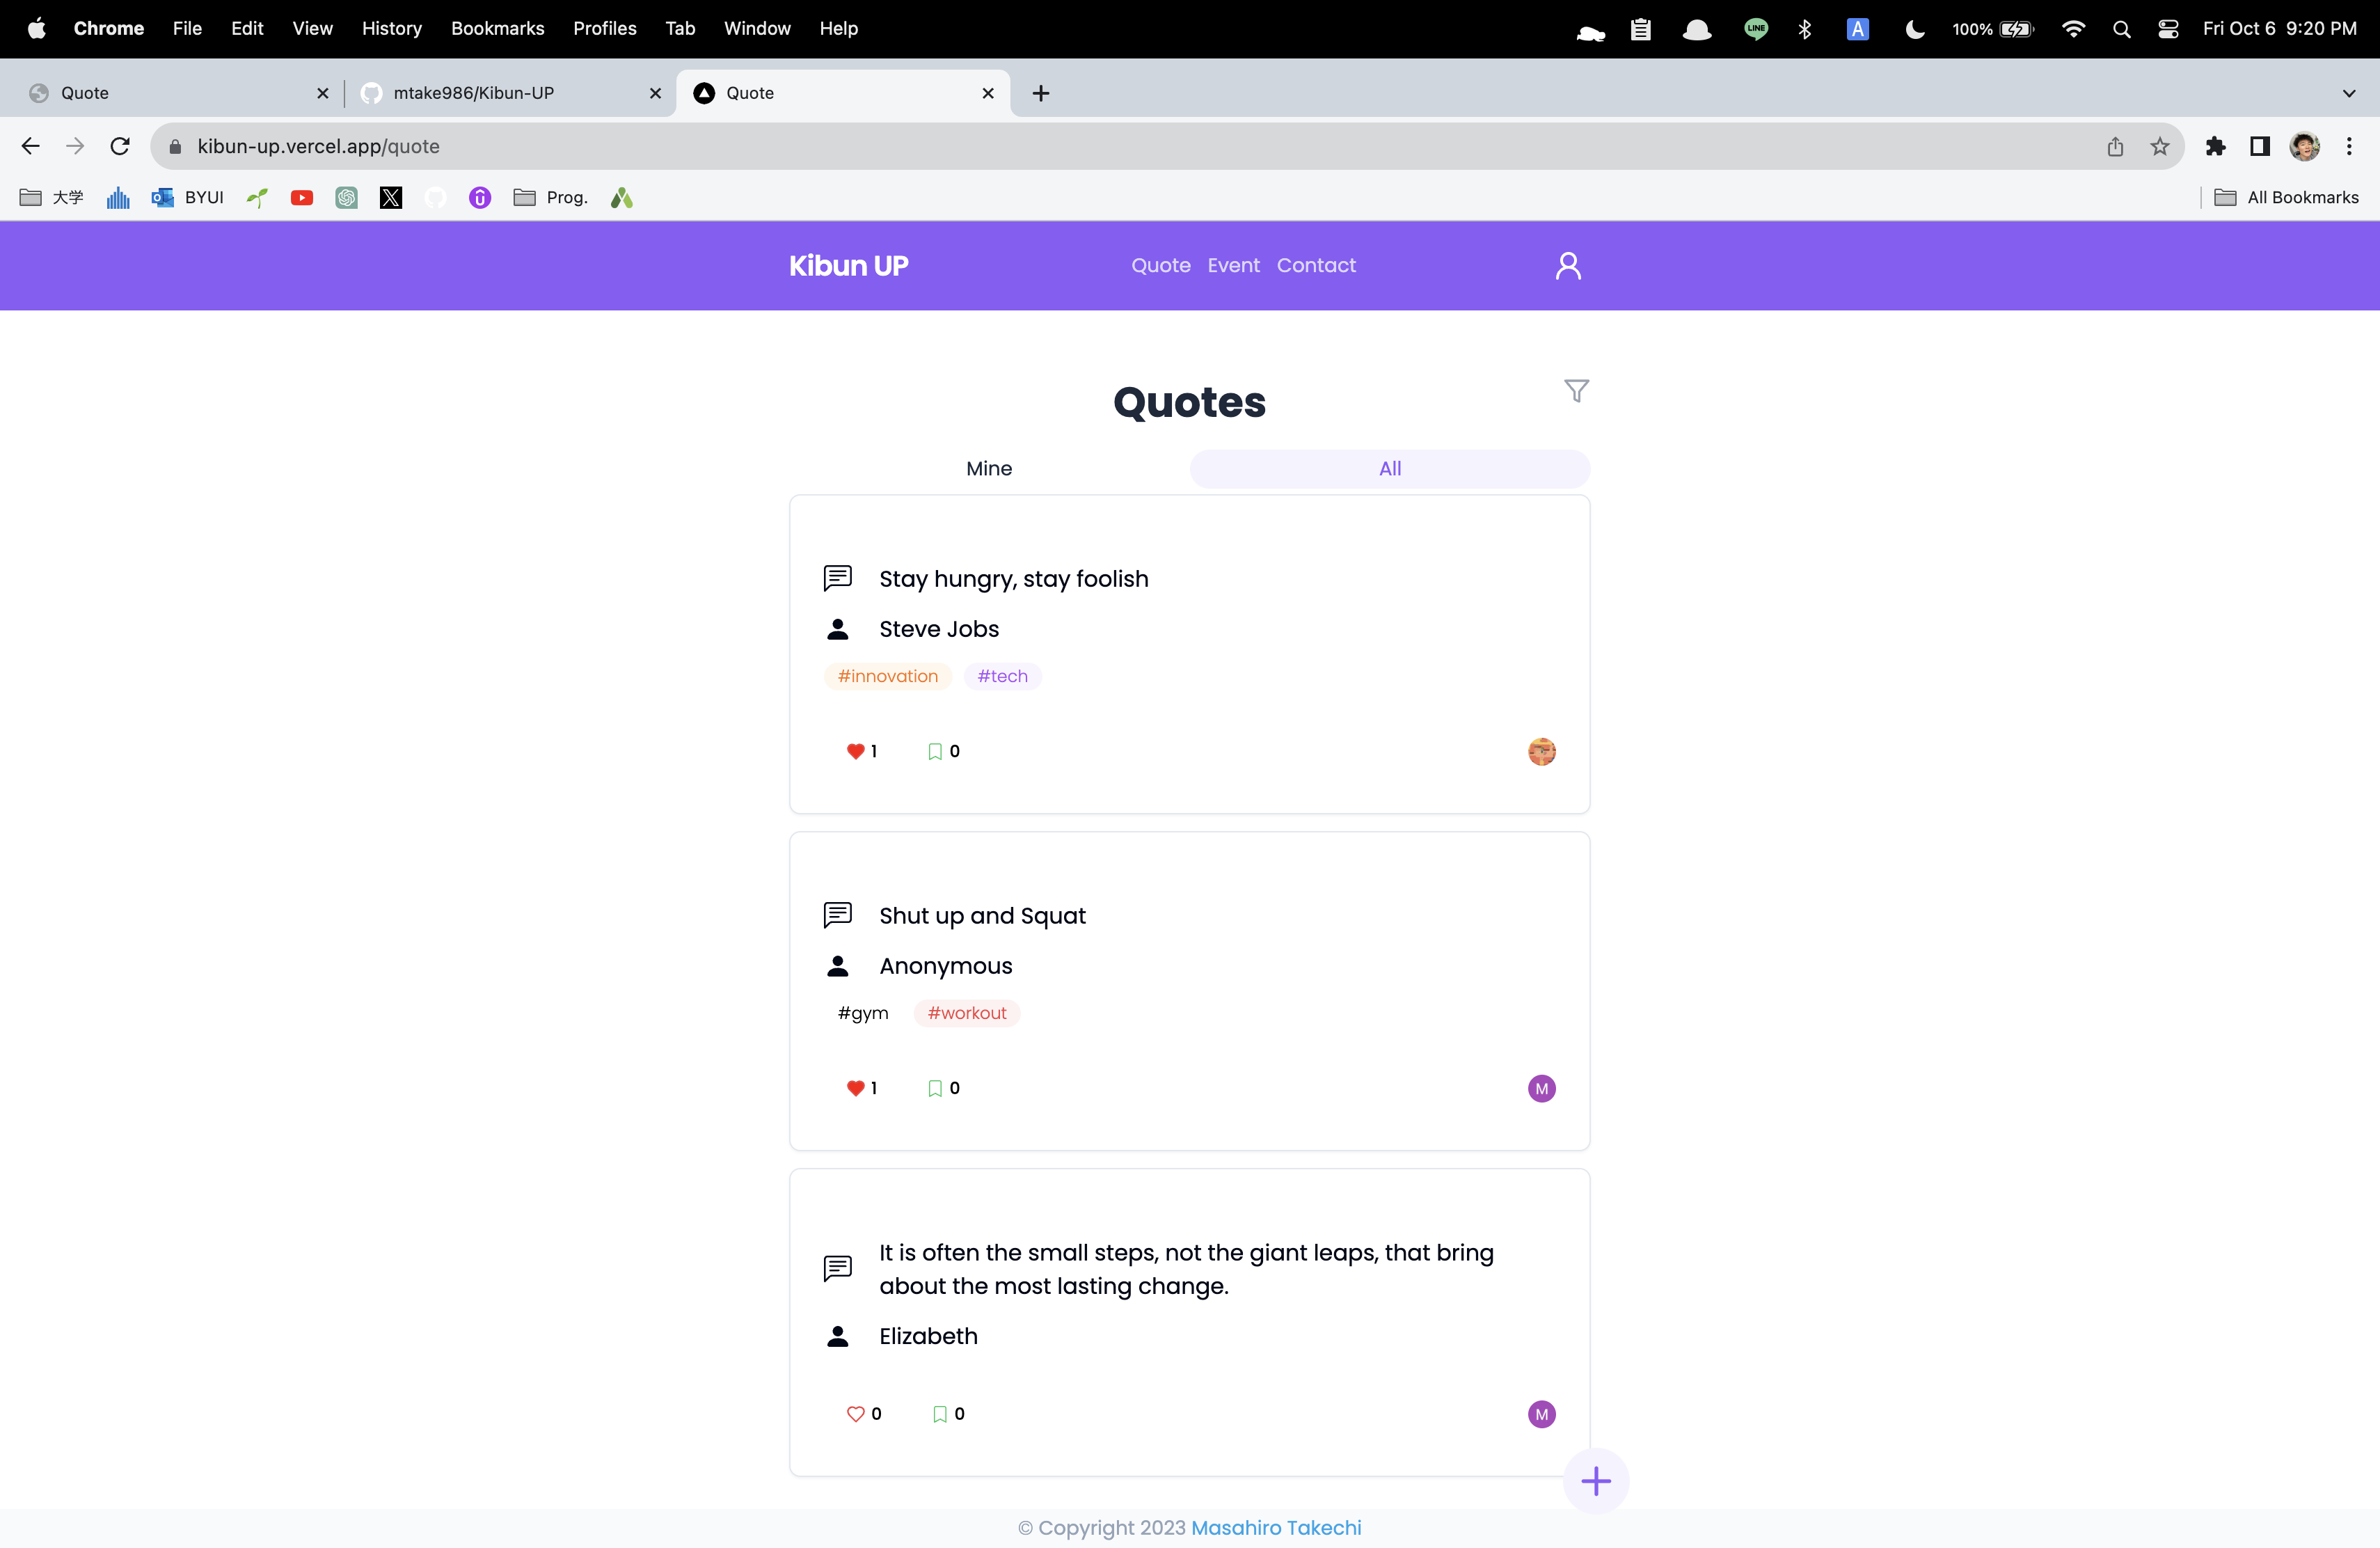 Chrome File Edit View History Bookmarks Profiles Tab Window Help LINE A 100% Fri Oct 6 9:20 PM
Quote mtake986/Kibun-UP Quote
kibun-up.vercel.app/quote
大学 BYUI Prog. All Bookmarks
Kibun UP Quote Event Contact
Quotes
Mine All
Stay hungry, stay foolish
Steve Jobs
#innovation #tech
1 0
Shut up and Squat
Anonymous
#gym #workout
1 0 M
It is often the small steps, not the giant leaps, that bring
about the most lasting change.
Elizabeth
0 0 M
© Copyright 2023 Masahiro Takechi